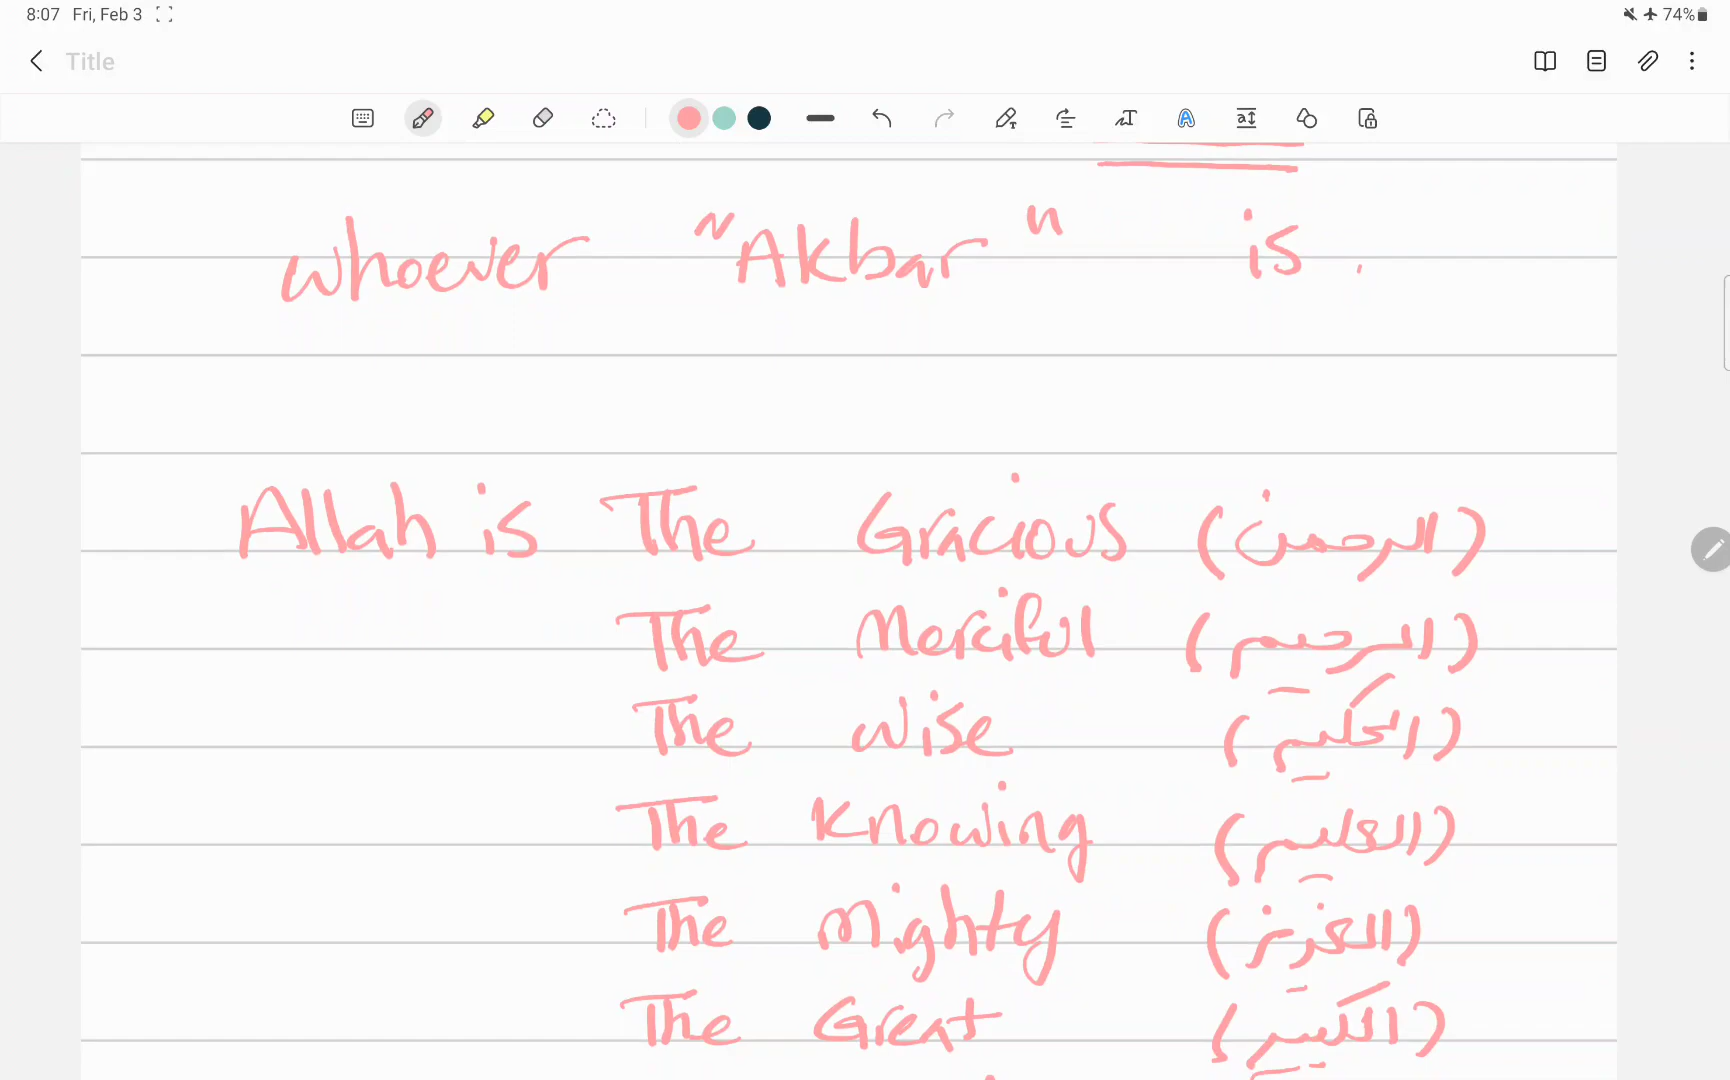 8:07 Fri, Feb 3 74%
Title
whoever "Akbar" is .
Allah is The Gracious (الرحمن)
The Merciful (الرحيم)
The Wise (الحكيم)
The Knowing (العليم)
The Mighty (العزيز)
The Great (الكبير)